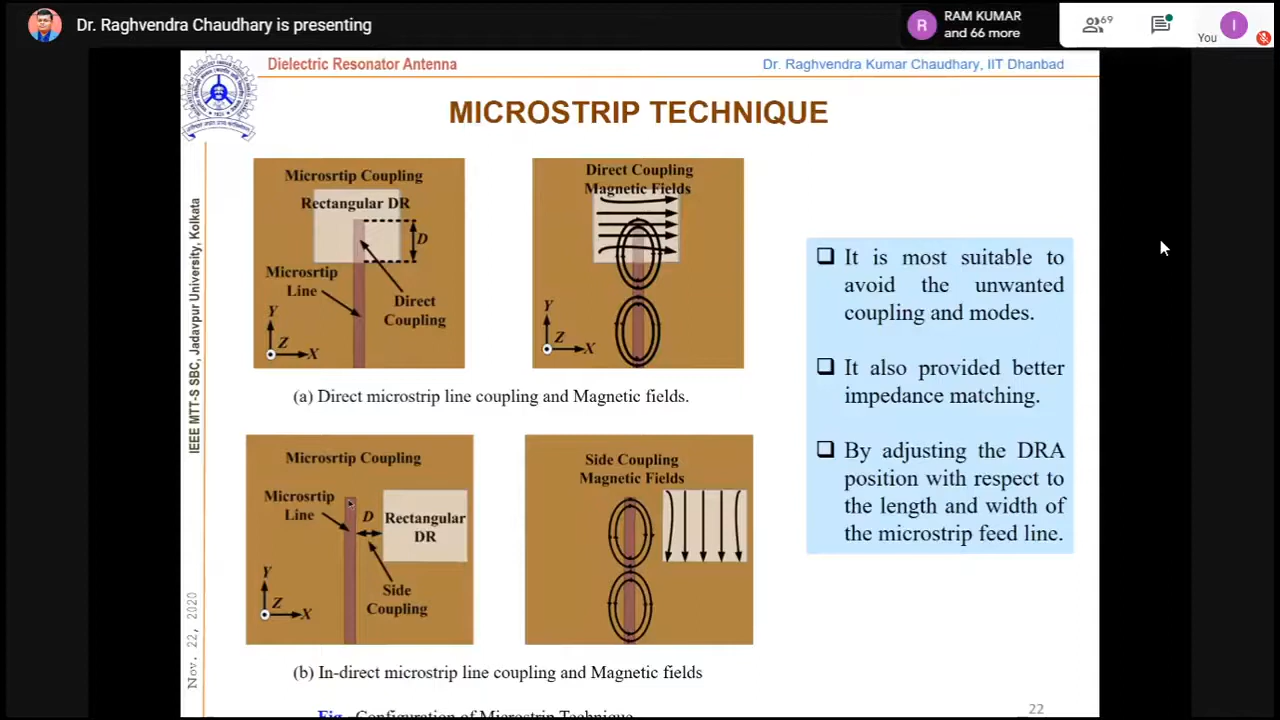 Dr. Raghvendra Chaudhary is presenting
R
RAM KUMAR
and 66 more
69
You
I
Dielectric Resonator Antenna
Dr. Raghvendra Kumar Chaudhary, IIT Dhanbad
MICROSTRIP TECHNIQUE
IEEE MTT-S SBC, Jadavpur University, Kolkata
Nov. 22, 2020
Microsrtip Coupling
Rectangular DR
D
Microsrtip
Line
Direct
Coupling
Y
Z
X
Direct Coupling
Magnetic Fields
Y
Z
X
(a) Direct microstrip line coupling and Magnetic fields.
Microsrtip Coupling
Microsrtip
Line
D
Rectangular
DR
Side
Coupling
Y
Z
X
Side Coupling
Magnetic Fields
(b) In-direct microstrip line coupling and Magnetic fields
Fig. Configuration of Microstrip Technique
❑ It is most suitable to
avoid the unwanted
coupling and modes.
❑ It also provided better
impedance matching.
❑ By adjusting the DRA
position with respect to
the length and width of
the microstrip feed line.
22